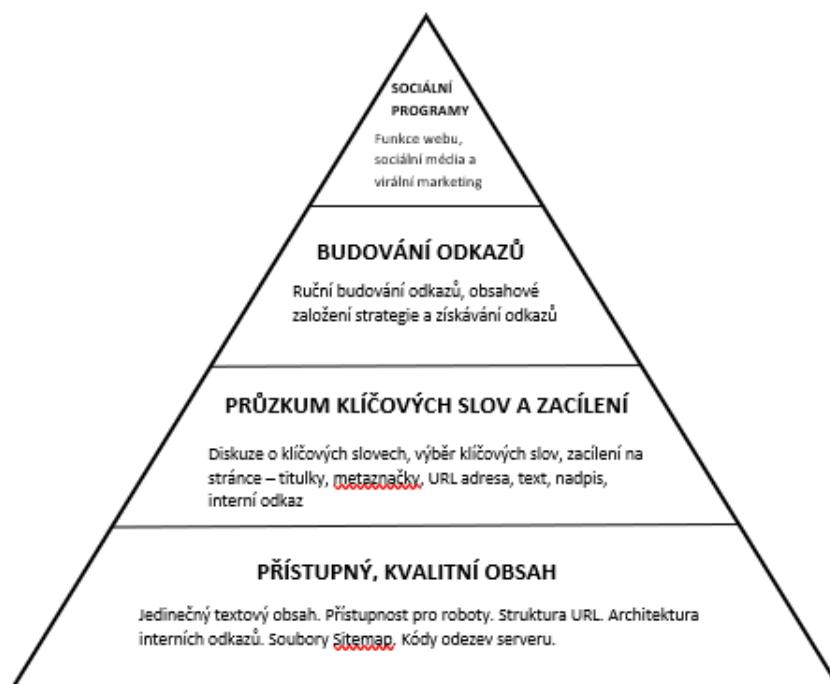 SOCIÁLNÍ
PROGRAMY
Funkce webu,
sociální média a
virální marketing
BUDOVÁNÍ ODKAZŮ
Ruční budování odkazů, obsahové
založení strategie a získávání odkazů
PRŮZKUM KLÍČOVÝCH SLOV A ZACÍLENÍ
Diskuze o klíčových slovech, výběr klíčových slov, zacílení na
stránce – titulky, metaznačky, URL adresa, text, nadpis,
interní odkaz
PŘÍSTUPNÝ, KVALITNÍ OBSAH
Jedinečný textový obsah. Přístupnost pro roboty. Struktura URL. Architektura
interních odkazů. Soubory Sitemap. Kódy odezev serveru.